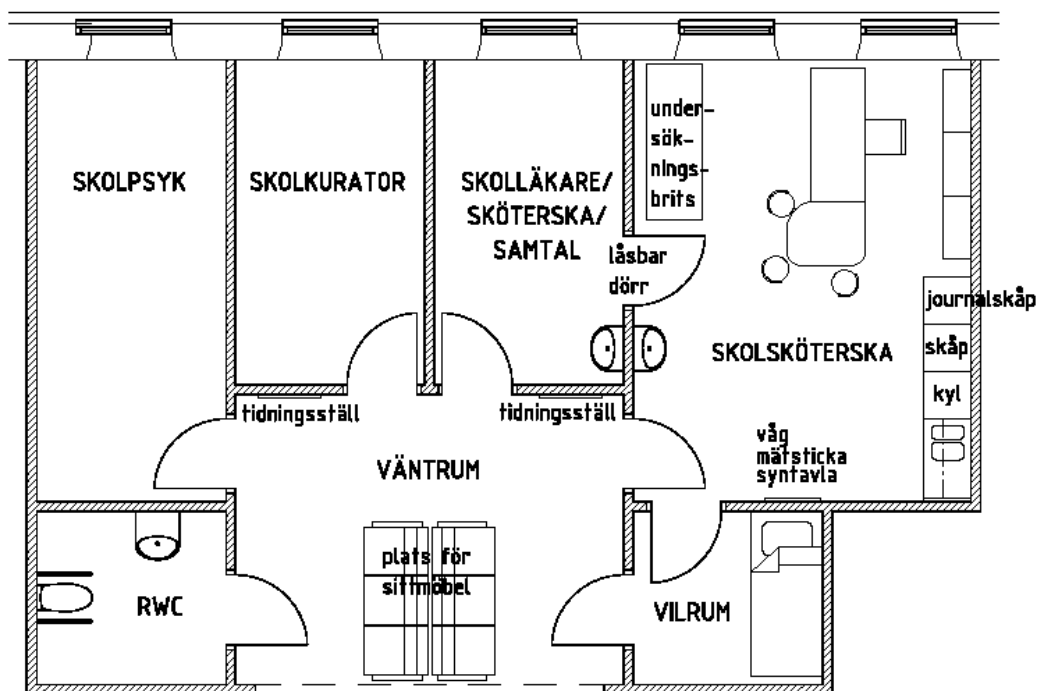 under-
sök-
nings-
brits
SKOLPSYK
SKOLKURATOR
SKOLLÄKARE/
SKÖTERSKA/
SAMTAL
låsbar
dörr
journalskåp
skåp
kyl
SKOLSKÖTERSKA
tidningsställ
tidningsställ
våg
mätsticka
syntavla
VÄNTRUM
plats för
sittmöbel
RWC
VILRUM